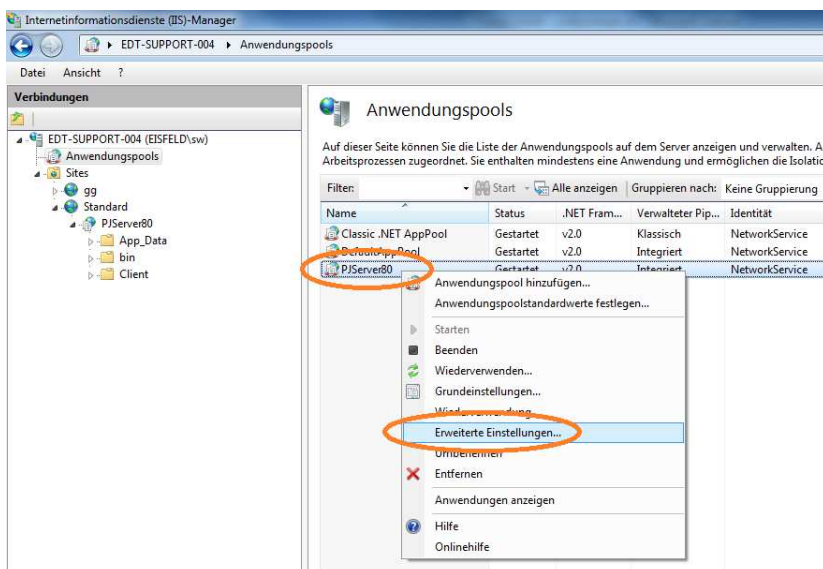 Internetinformationsdienste (IIS)-Manager
EDT-SUPPORT-004 Anwendungspools
Datei Ansicht ?
Verbindungen
EDT-SUPPORT-004 (EISFELD\sw)
Anwendungspools
Sites
gg
Standard
PJServer80
App_Data
bin
Client
Anwendungspools
Auf dieser Seite können Sie die Liste der Anwendungspools auf dem Server anzeigen und verwalten. A
Arbeitsprozessen zugeordnet. Sie enthalten mindestens eine Anwendung und ermöglichen die Isolatio
Filter: Start Alle anzeigen Gruppieren nach: Keine Gruppierung
Name Status .NET Fram... Verwalteter Pip... Identität
Classic .NET AppPool Gestartet v2.0 Klassisch NetworkService
DefaultAppPool Gestartet v2.0 Integriert NetworkService
PJServer80 Gestartet v2.0 Integriert NetworkService
Anwendungspool hinzufügen...
Anwendungspoolstandardwerte festlegen...
Starten
Beenden
Wiederverwenden...
Grundeinstellungen...
Wiederverwendung...
Erweiterte Einstellungen...
Umbenennen
Entfernen
Anwendungen anzeigen
Hilfe
Onlinehilfe